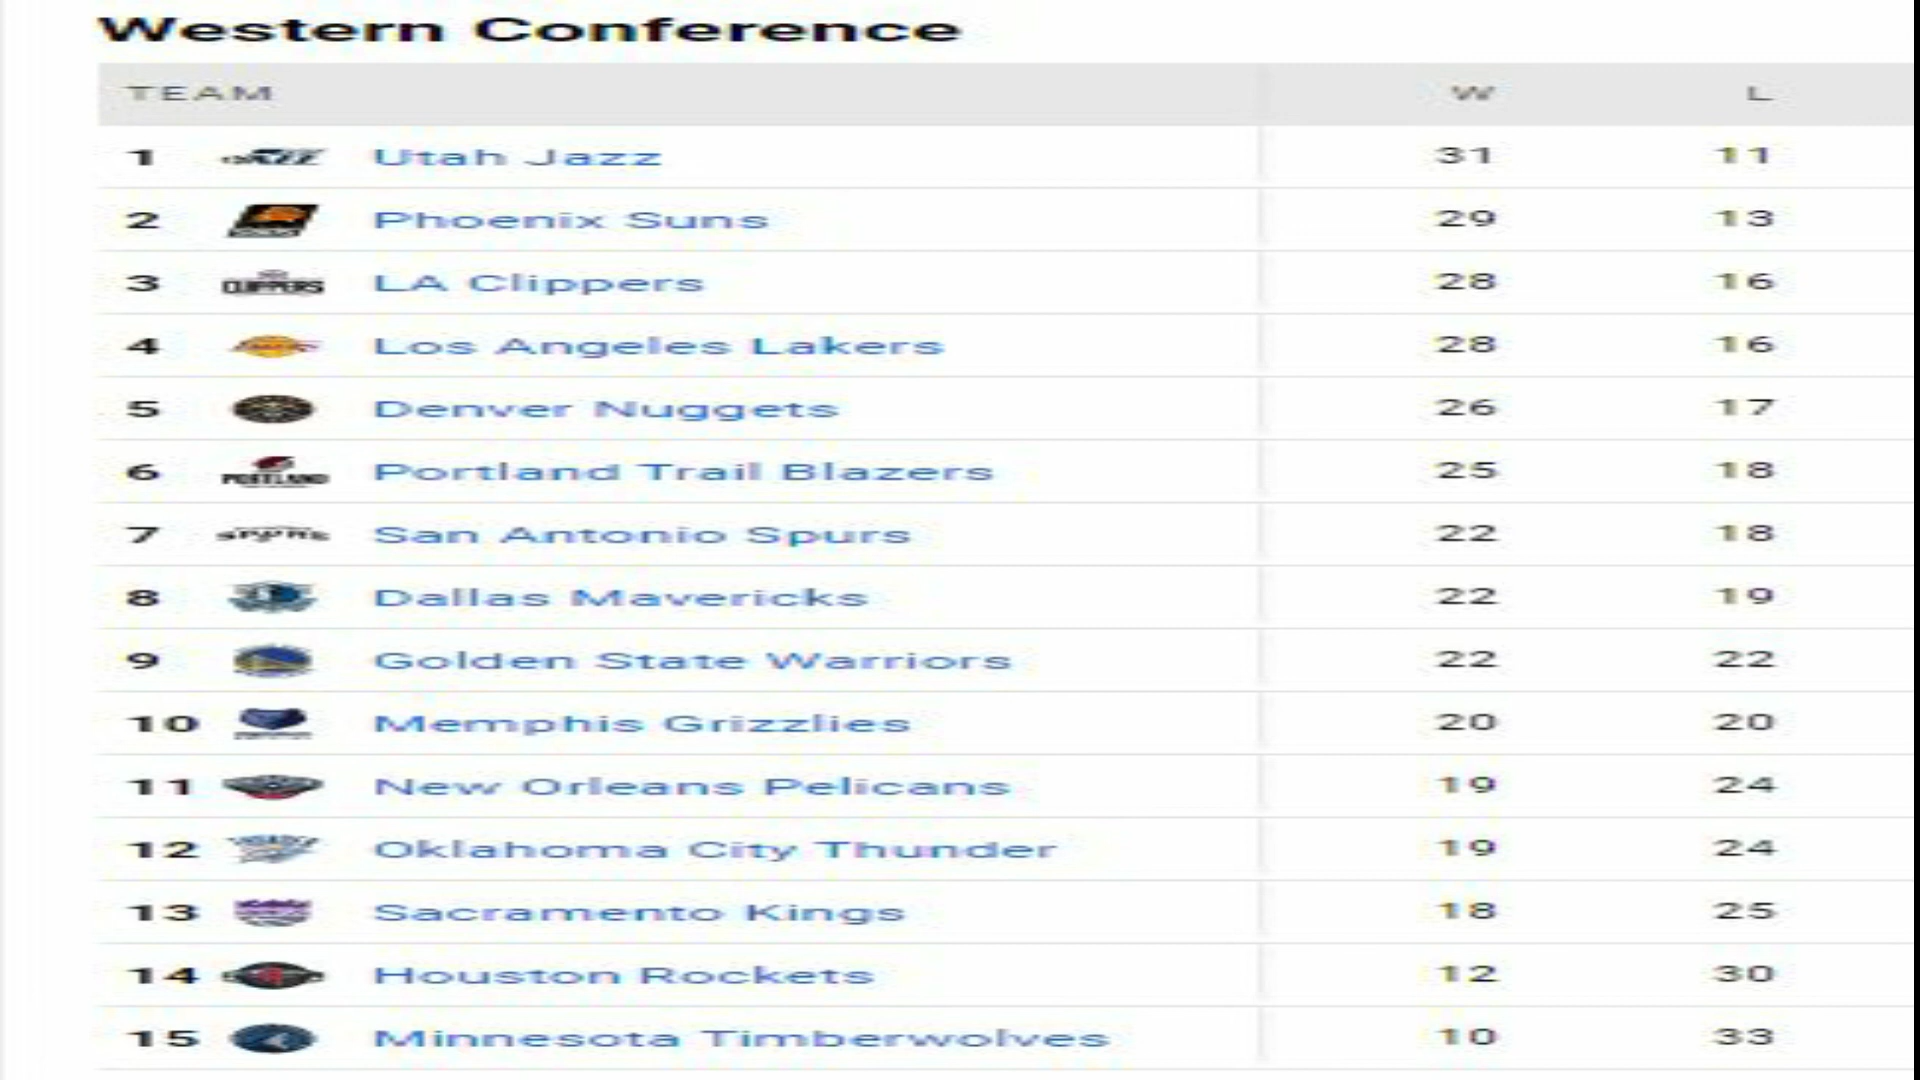 Western Conference
TEAM W L
1 Utah Jazz 31 11
2 Phoenix Suns 29 13
3 CLIPPERS LA Clippers 28 16
4 Los Angeles Lakers 28 16
5 Denver Nuggets 26 17
6 PORTLAND Portland Trail Blazers 25 18
7 San Antonio Spurs 22 18
8 Dallas Mavericks 22 19
9 Golden State Warriors 22 22
10 Memphis Grizzlies 20 20
11 New Orleans Pelicans 19 24
12 Oklahoma City Thunder 19 24
13 Sacramento Kings 18 25
14 Houston Rockets 12 30
15 Minnesota Timberwolves 10 33